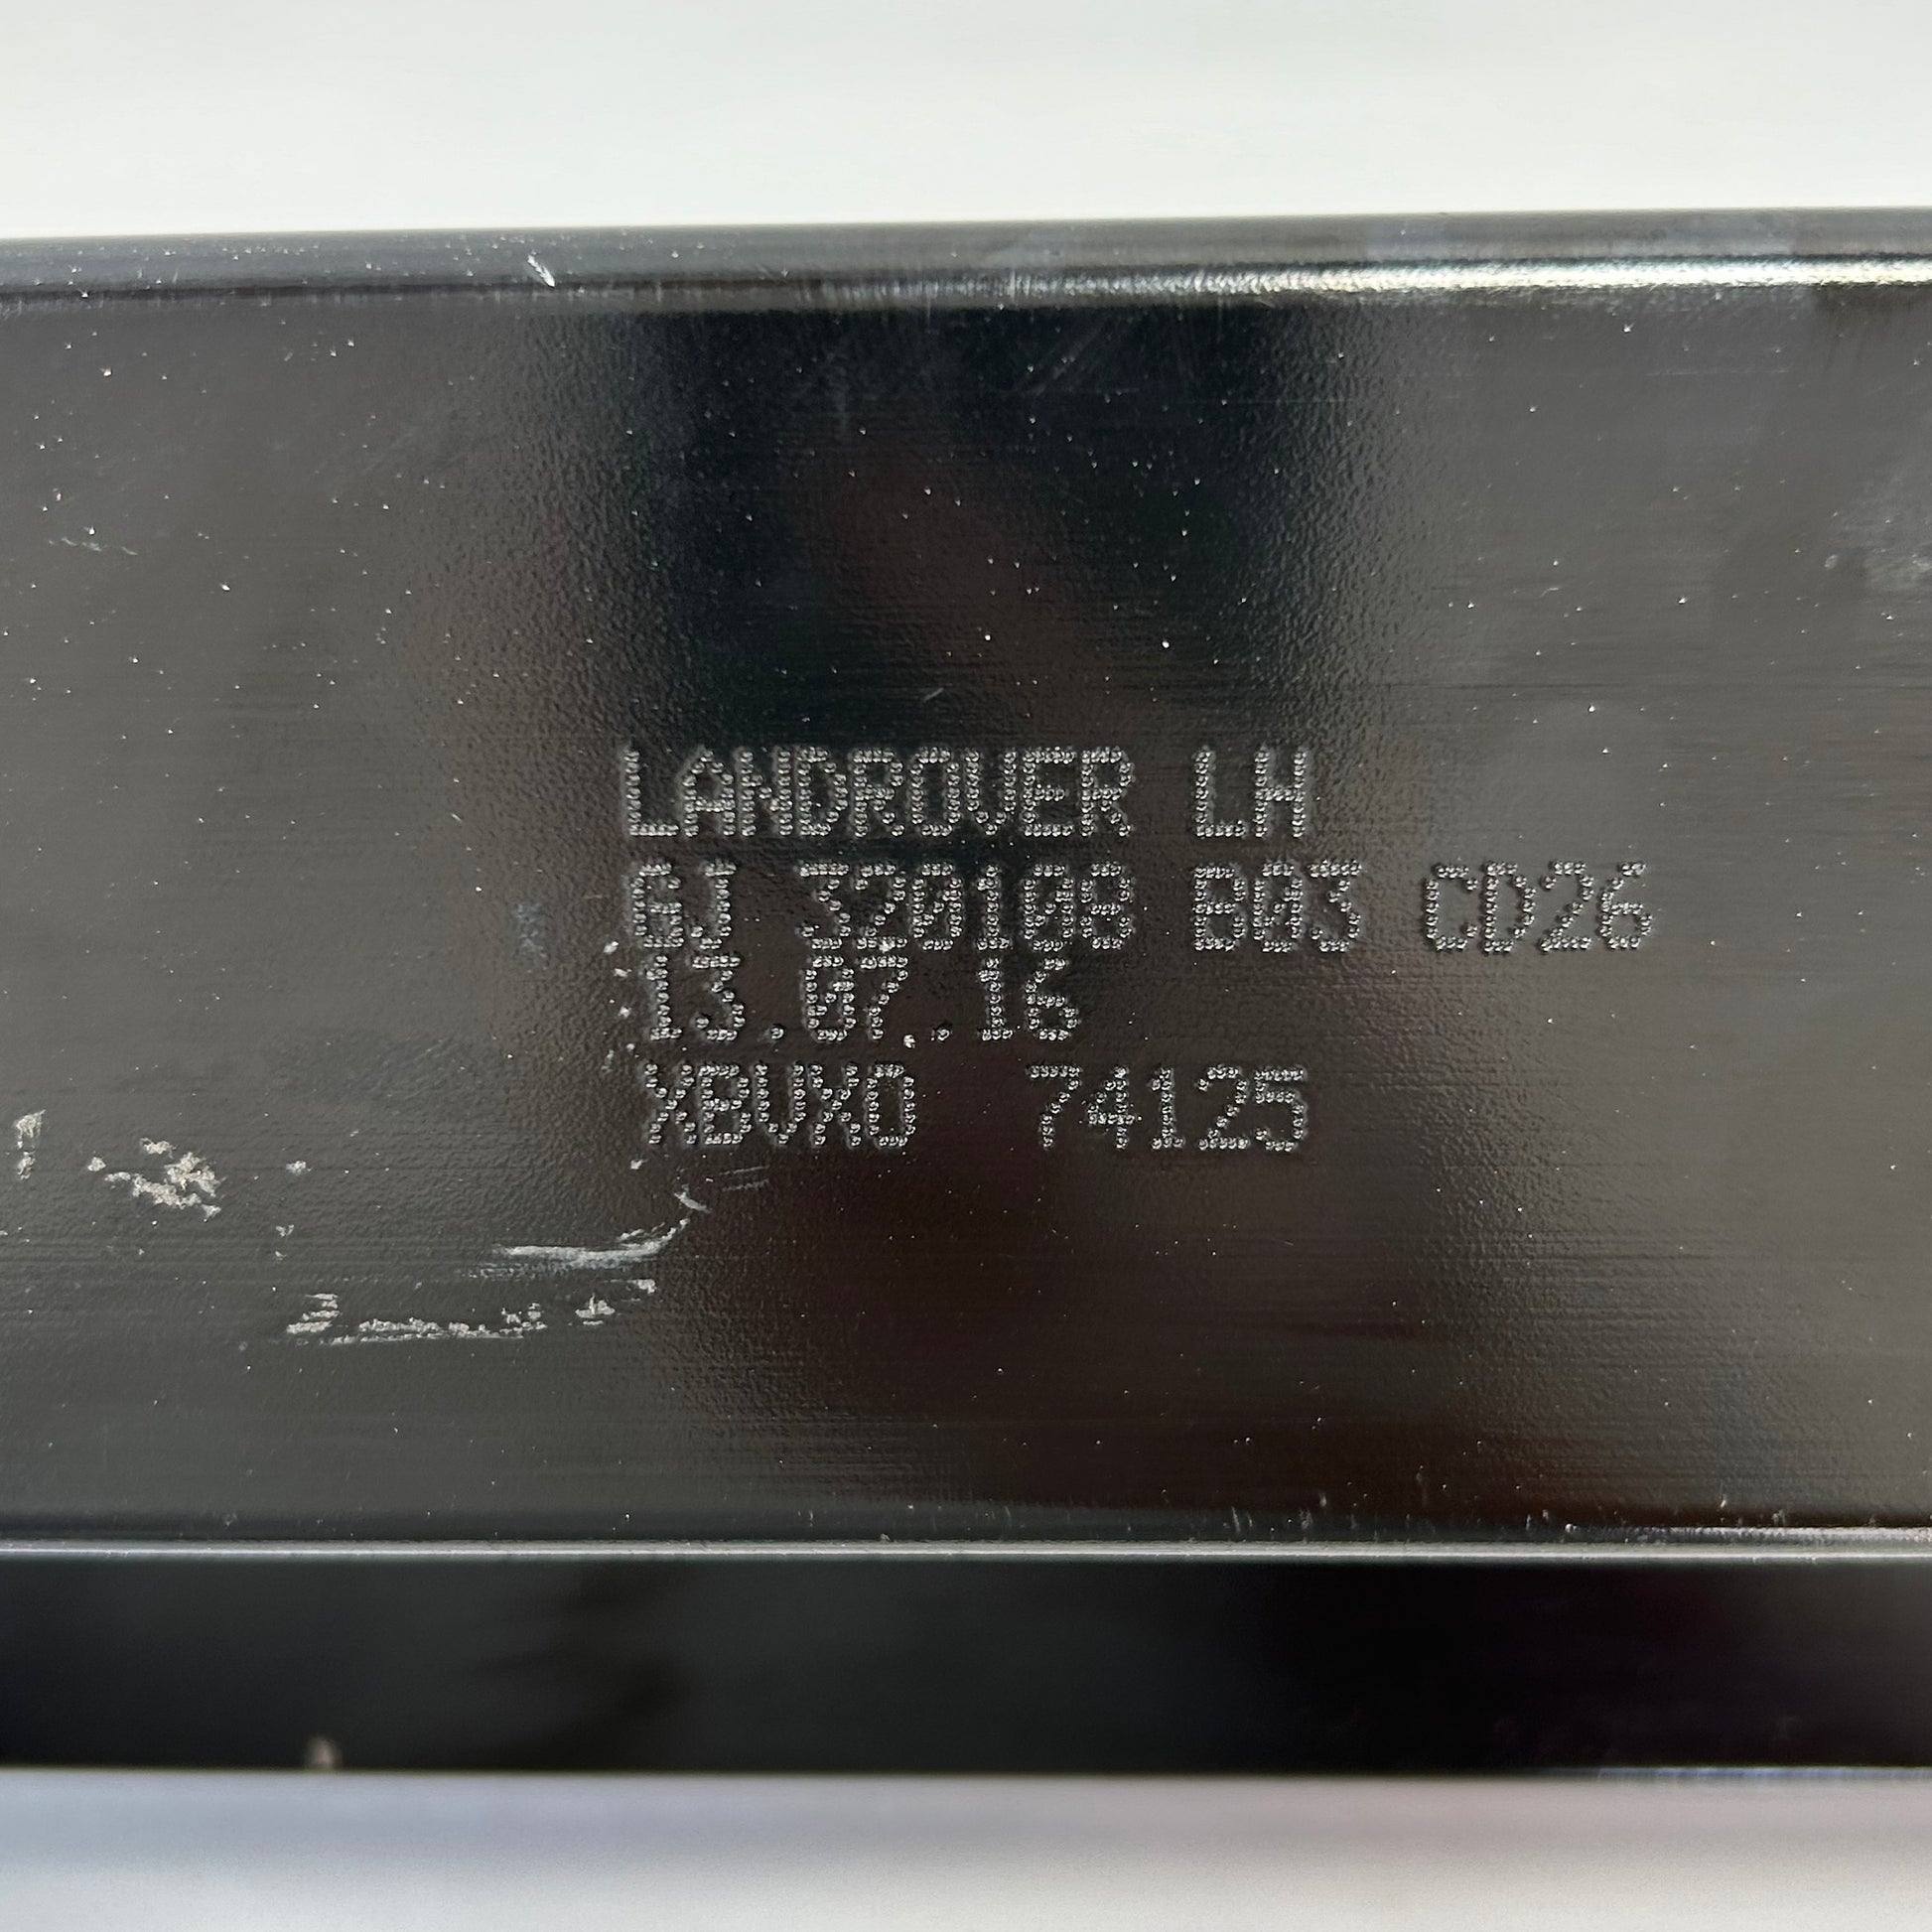 LANDROVER LH
GJ 320108 B03 CD26
13.07.16
XBVXO 74125